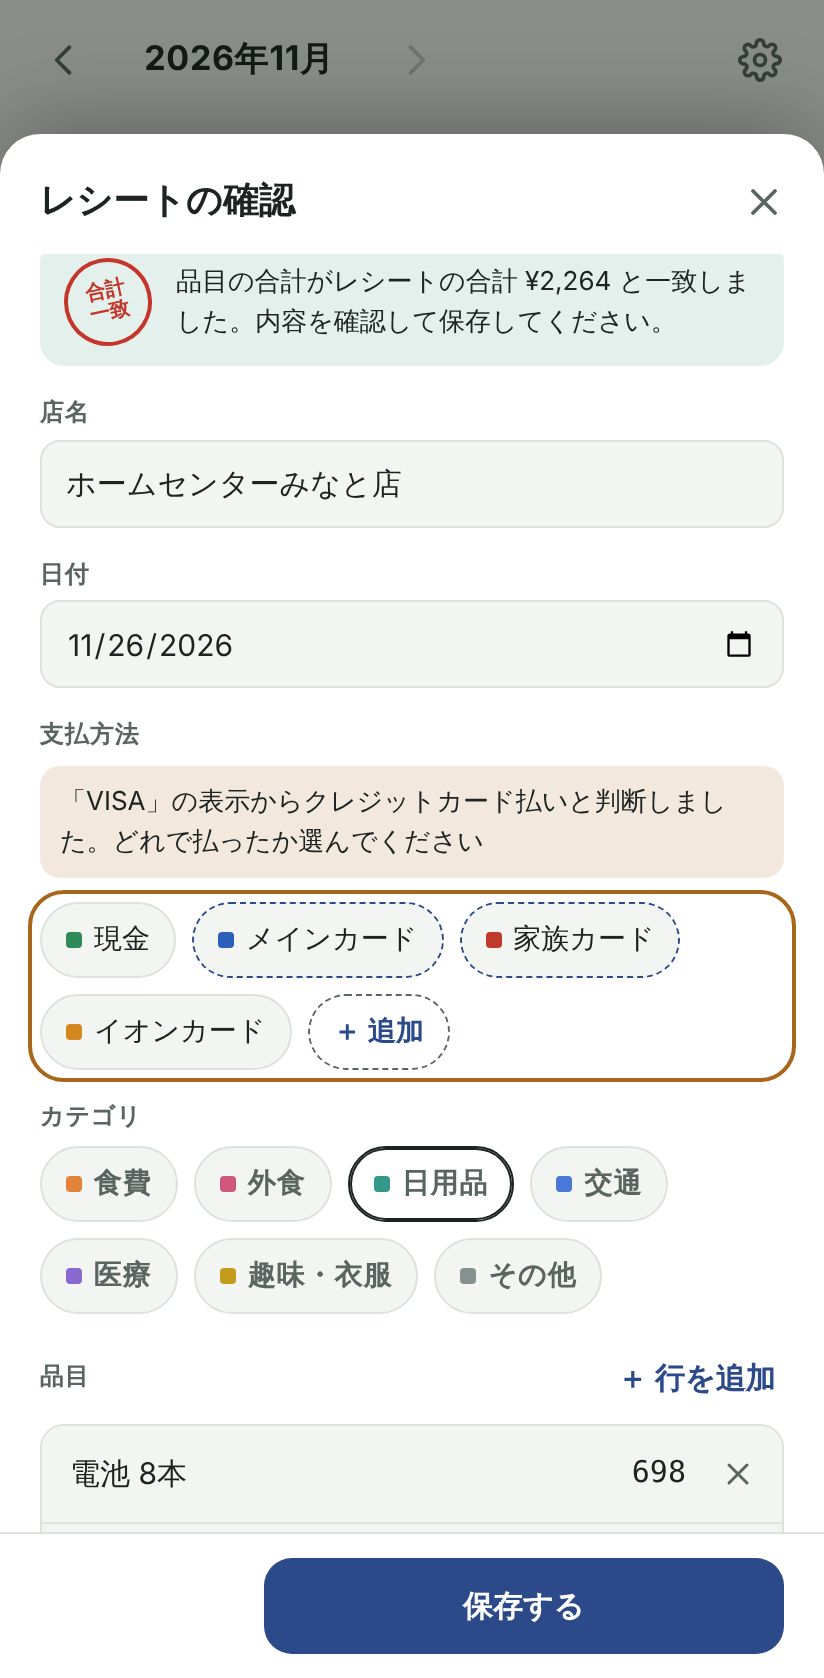 2026年11月
レシートの確認
合計
一致
品目の合計がレシートの合計 ¥2,264 と一致しま
した。内容を確認して保存してください。
店名
ホームセンターみなと店
日付
11/26/2026
支払方法
「VISA」の表示からクレジットカード払いと判断しまし
た。どれで払ったか選んでください
現金 メインカード 家族カード
イオンカード + 追加
カテゴリ
食費 外食 日用品 交通
医療 趣味・衣服 その他
品目 + 行を追加
電池 8本 698
保存する